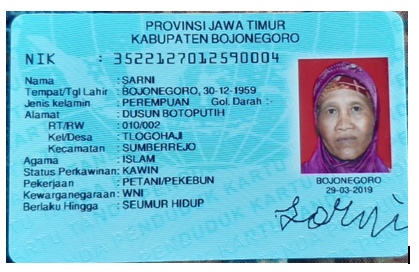 PROVINSI JAWA TIMUR
KABUPATEN BOJONEGORO
NIK : 3522127012590004
Nama : SARNI
Tempat/Tgl Lahir : BOJONEGORO, 30-12-1959
Jenis kelamin : PEREMPUAN Gol. Darah :-
Alamat : DUSUN BOTOPUTIH
RT/RW : 010/002
Kel/Desa : TLOGOHAJI
Kecamatan : SUMBERREJO
Agama : ISLAM
Status Perkawinan: KAWIN
Pekerjaan : PETANI/PEKEBUN
Kewarganegaraan: WNI
Berlaku Hingga : SEUMUR HIDUP
BOJONEGORO
29-03-2019
Sarni